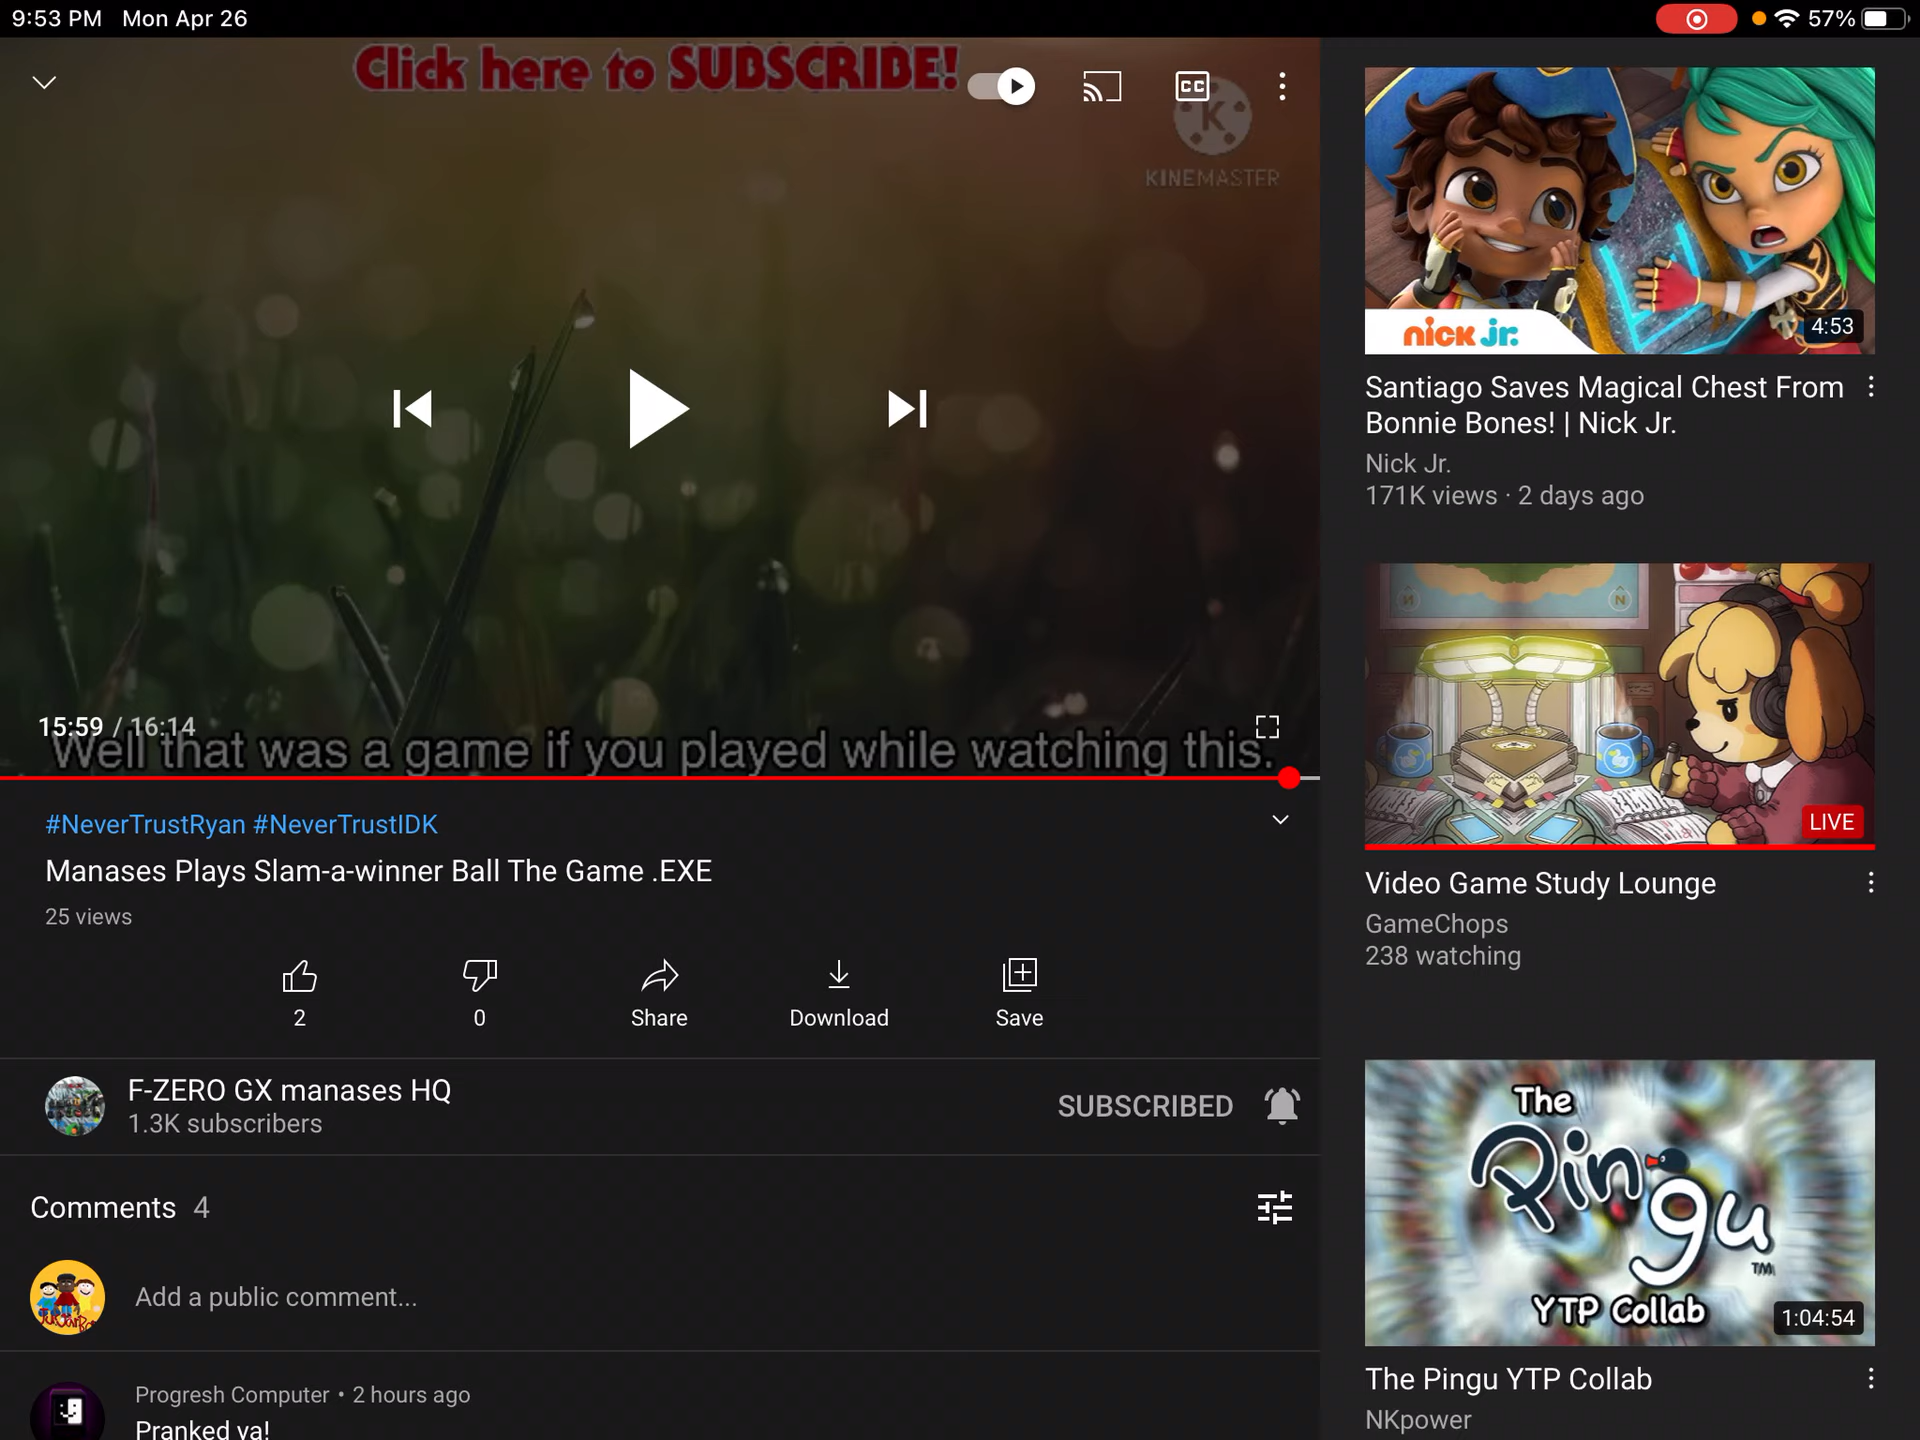 9:53 PM Mon Apr 26
57%
Click here to SUBSCRIBE!
CC
K
KINEMASTER
15:59 / 16:14
Well that was a game if you played while watching this.
#NeverTrustRyan #NeverTrustIDK
Manases Plays Slam-a-winner Ball The Game .EXE
25 views
2
0
Share
Download
Save
F-ZERO GX manases HQ
1.3K subscribers
SUBSCRIBED
Comments 4
Add a public comment...
Progresh Computer • 2 hours ago
Pranked ya!
nick jr.
4:53
Santiago Saves Magical Chest From
Bonnie Bones! | Nick Jr.
Nick Jr.
171K views · 2 days ago
LIVE
Video Game Study Lounge
GameChops
238 watching
The
Pingu
TM
YTP Collab
1:04:54
The Pingu YTP Collab
NKpower